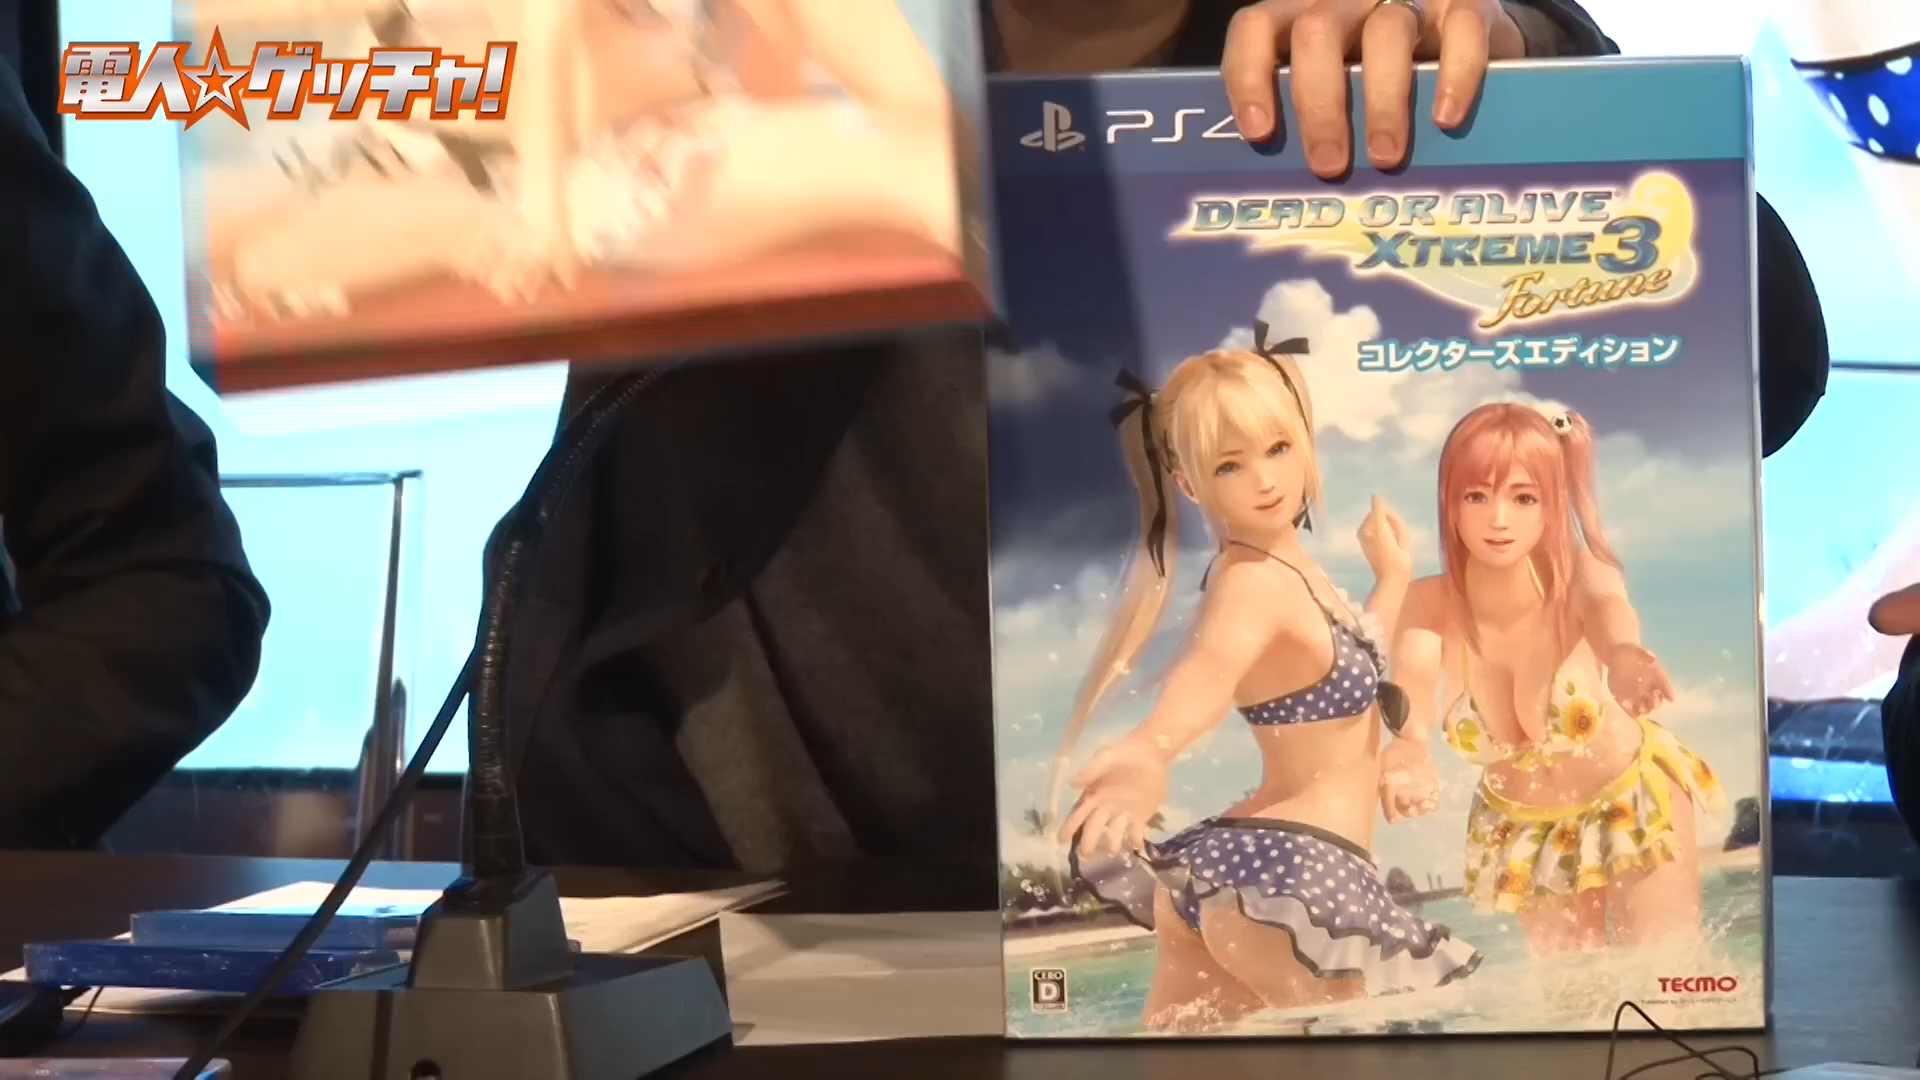 電人☆ゲッチャ!
PS4
DEAD OR ALIVE
XTREME 3
Fortune
コレクターズエディション
CERO
D
TECMO